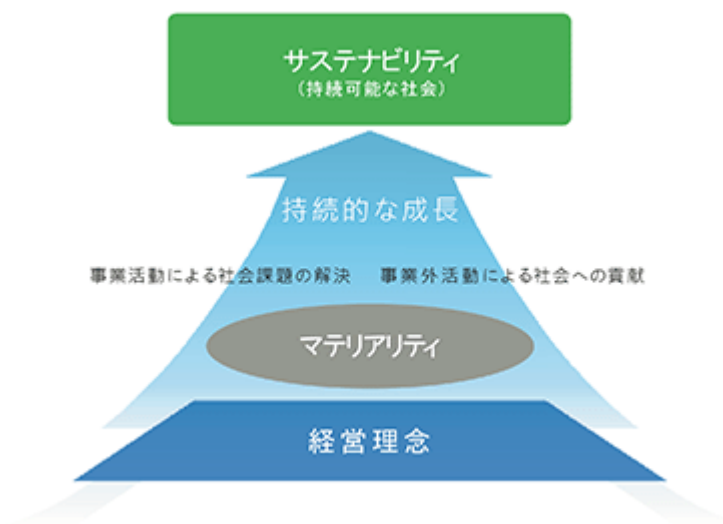 サステナビリティ
（持続可能な社会）
持続的な成長
事業活動による社会課題の解決　事業外活動による社会への貢献
マテリアリティ
経営理念